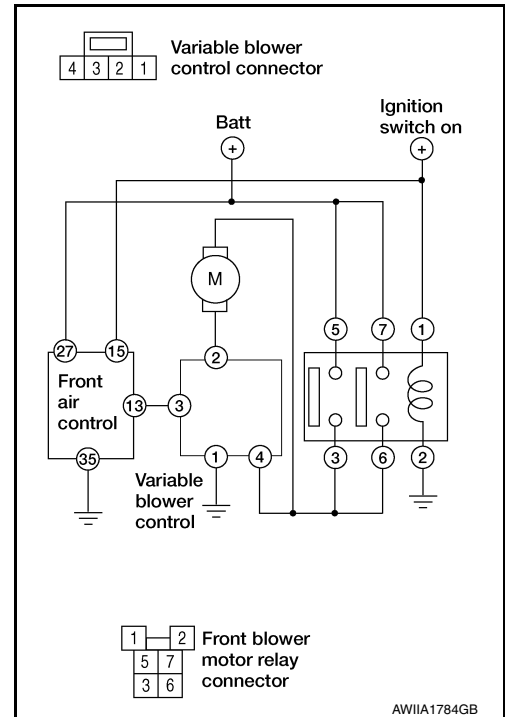 Variable blower
control connector
4 3 2 1
Ignition
switch on
Batt
+
+
M
5 7 1
2
27 15
Front
air
control
13
3
35
1 4
3 6 2
Variable
blower
control
1 2
5 7
3 6
Front blower
motor relay
connector
AWIIA1784GB